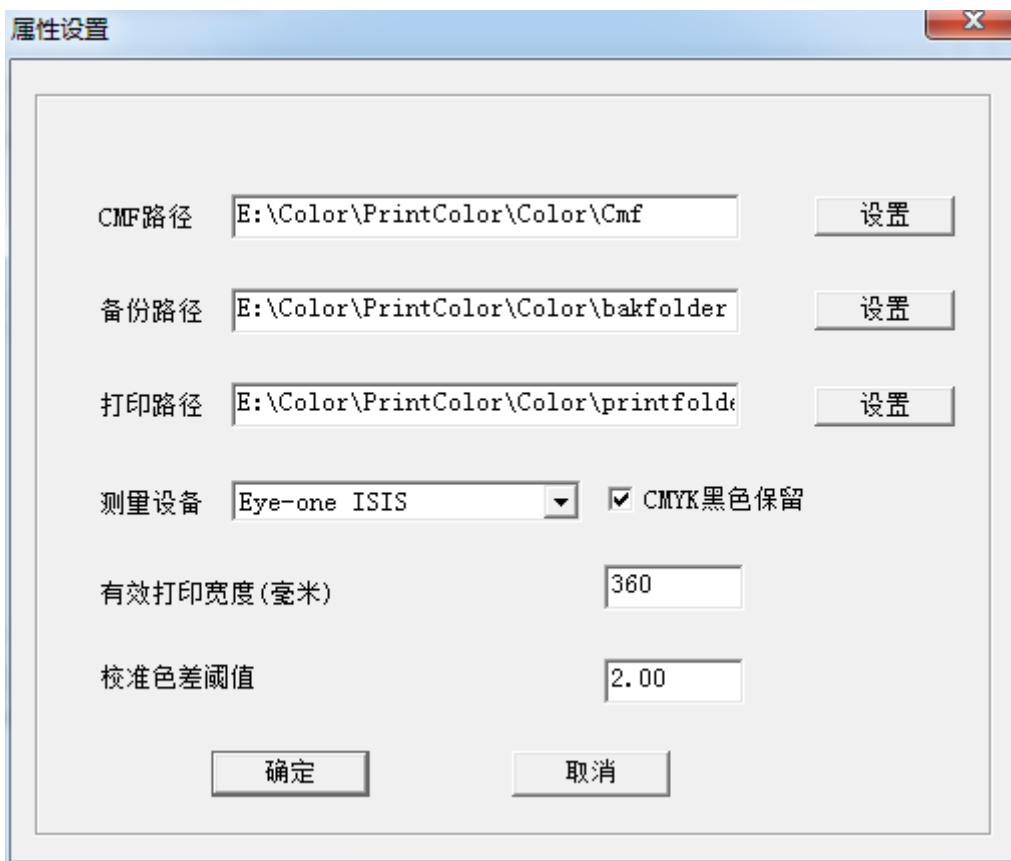 属性设置
CMF路径 E:\Color\PrintColor\Color\Cmf 设置
备份路径 E:\Color\PrintColor\Color\bakfolder 设置
打印路径 E:\Color\PrintColor\Color\printfolde 设置
测量设备 Eye-one ISIS CMYK黑色保留
有效打印宽度(毫米) 360
校准色差阈值 2.00
确定 取消